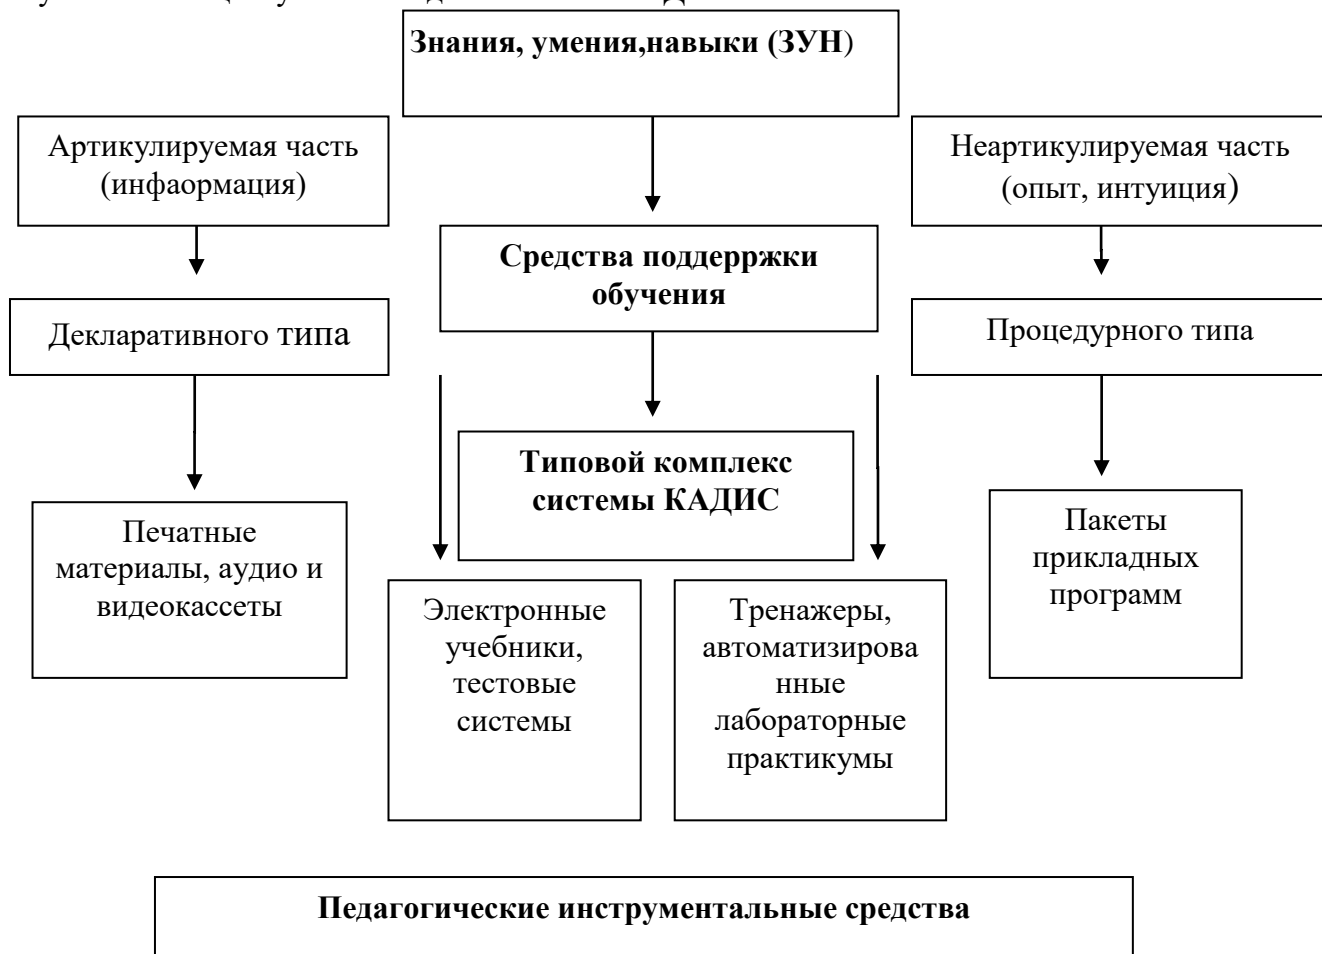 Знания, умения,навыки (ЗУН)
Артикулируемая часть
(инфаормация)
Неартикулируемая часть
(опыт, интуиция)
Средства поддерржки
обучения
Декларативного типа
Процедурного типа
Типовой комплекс
системы КАДИС
Печатные
материалы, аудио и
видеокассеты
Пакеты
прикладных
программ
Электронные
учебники,
тестовые
системы
Тренажеры,
автоматизирова
нные
лабораторные
практикумы
Педагогические инструментальные средства